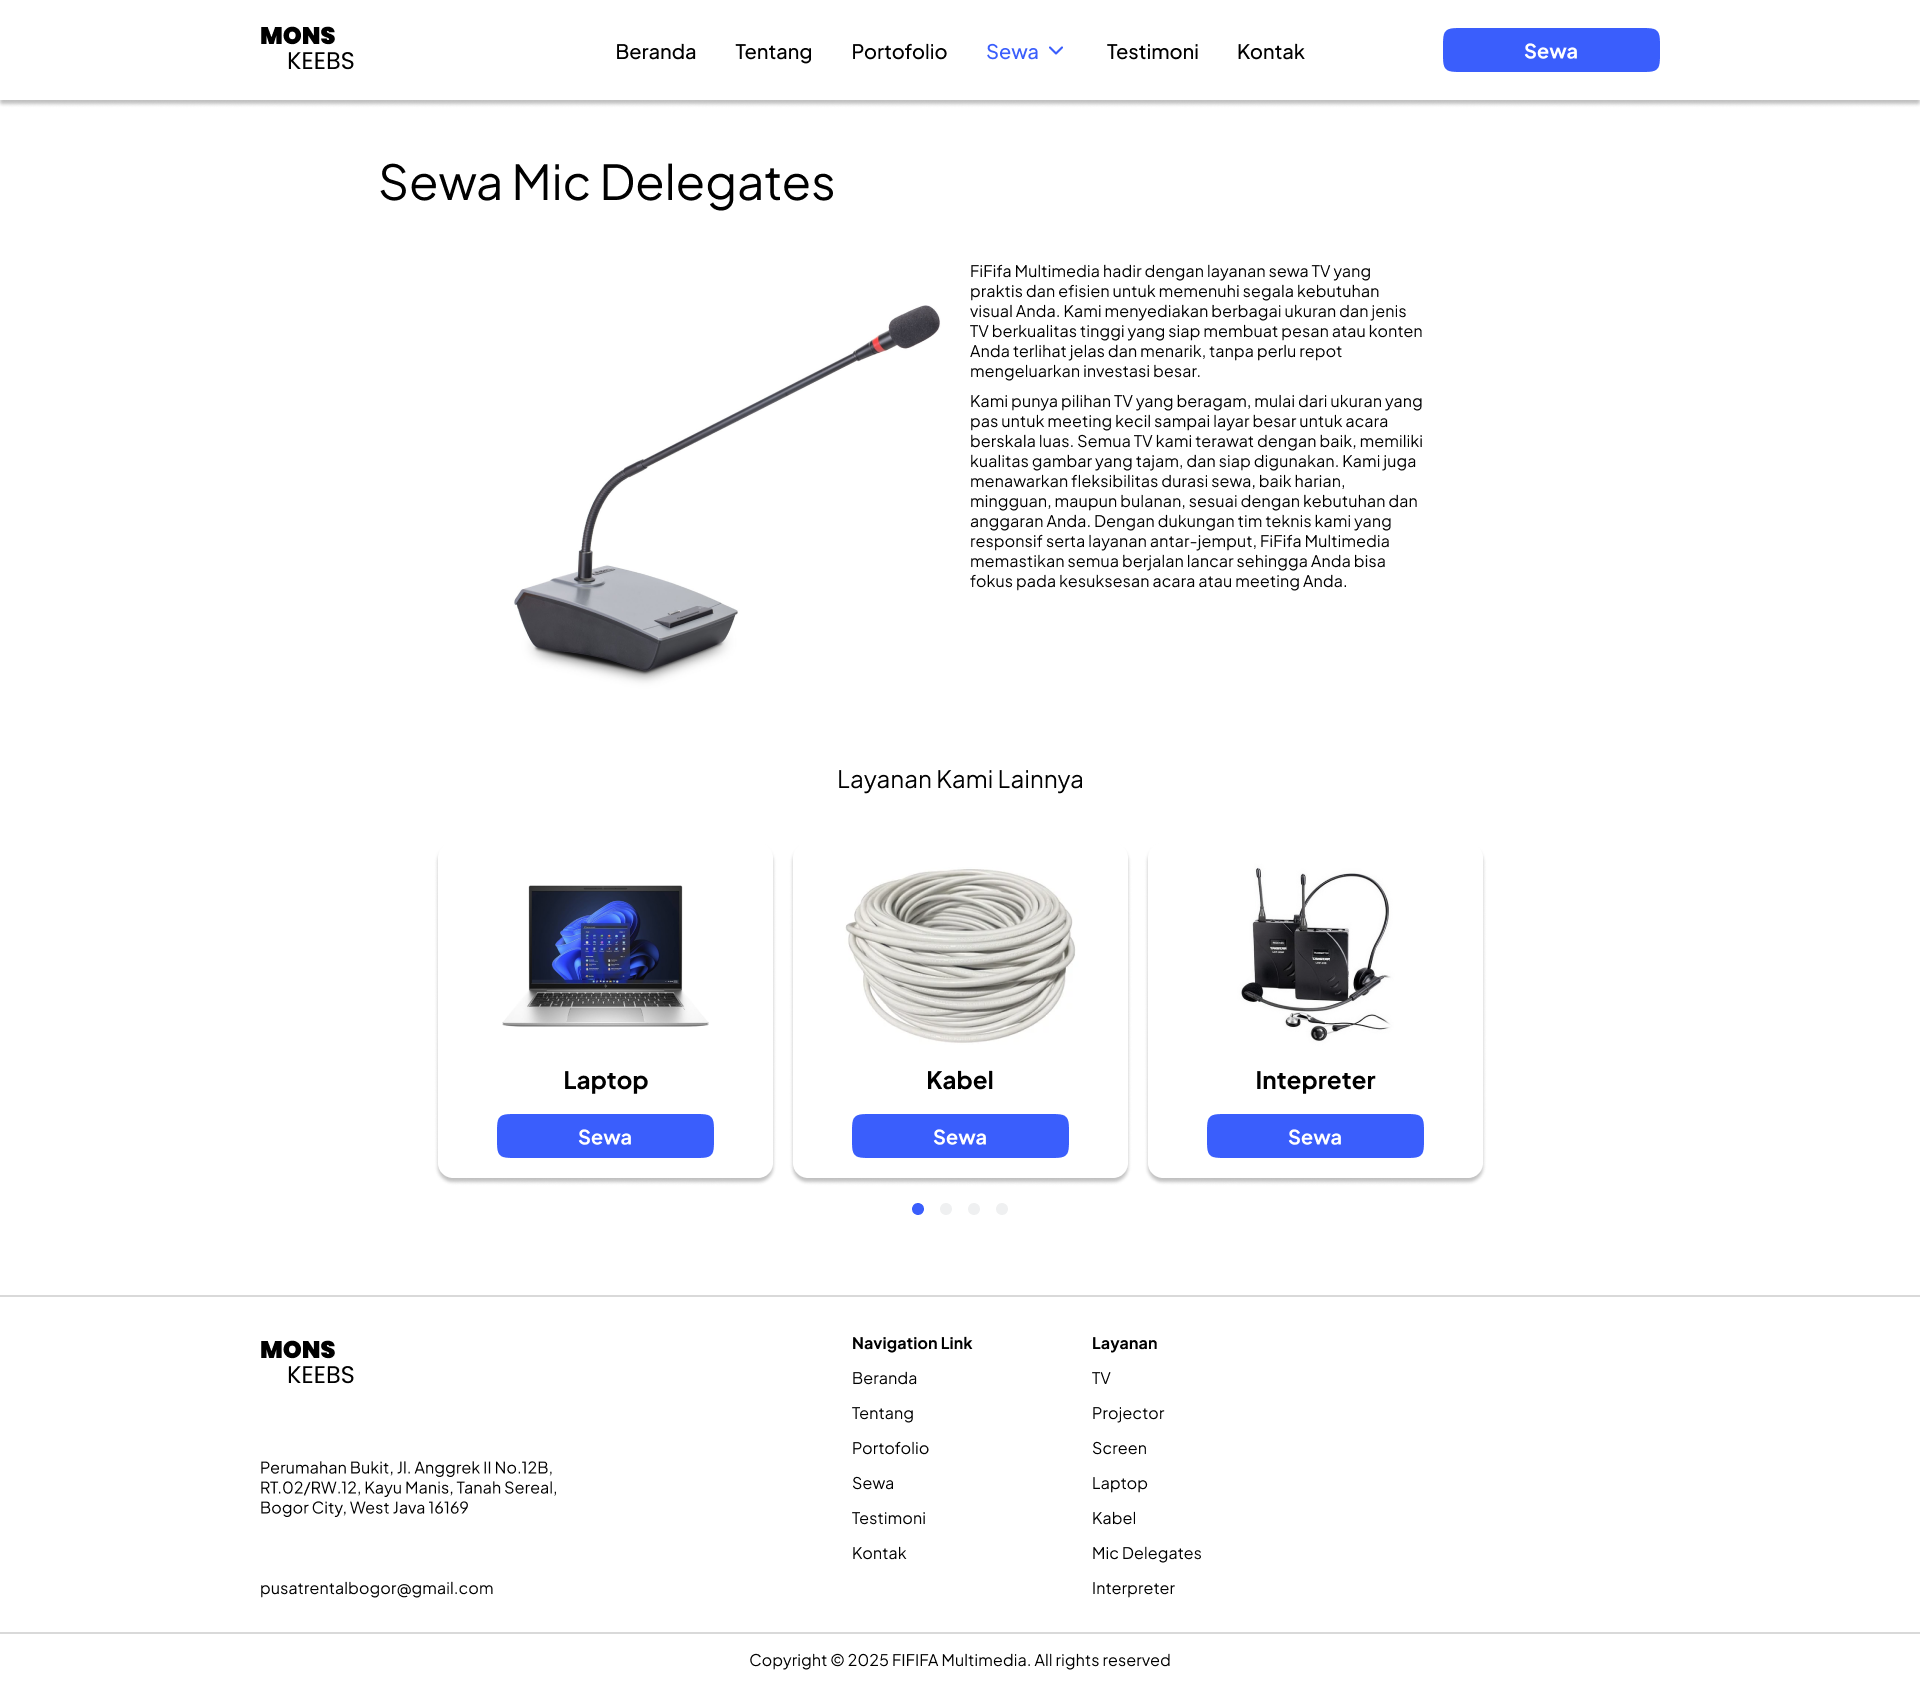 MONS
KEEBS
Beranda Tentang Portofolio Sewa Testimoni Kontak Sewa
Sewa Mic Delegates
FiFifa Multimedia hadir dengan layanan sewa TV yang
praktis dan efisien untuk memenuhi segala kebutuhan
visual Anda. Kami menyediakan berbagai ukuran dan jenis
TV berkualitas tinggi yang siap membuat pesan atau konten
Anda terlihat jelas dan menarik, tanpa perlu repot
mengeluarkan investasi besar.
Kami punya pilihan TV yang beragam, mulai dari ukuran yang
pas untuk meeting kecil sampai layar besar untuk acara
berskala luas. Semua TV kami terawat dengan baik, memiliki
kualitas gambar yang tajam, dan siap digunakan. Kami juga
menawarkan fleksibilitas durasi sewa, baik harian,
mingguan, maupun bulanan, sesuai dengan kebutuhan dan
anggaran Anda. Dengan dukungan tim teknis kami yang
responsif serta layanan antar-jemput, FiFifa Multimedia
memastikan semua berjalan lancar sehingga Anda bisa
fokus pada kesuksesan acara atau meeting Anda.
Layanan Kami Lainnya
Laptop
Sewa
Kabel
Sewa
Intepreter
Sewa
MONS
KEEBS
Perumahan Bukit, Jl. Anggrek II No.12B,
RT.02/RW.12, Kayu Manis, Tanah Sereal,
Bogor City, West Java 16169
pusatrentalbogor@gmail.com
Navigation Link
Beranda
Tentang
Portofolio
Sewa
Testimoni
Kontak
Layanan
TV
Projector
Screen
Laptop
Kabel
Mic Delegates
Interpreter
Copyright © 2025 FIFIFA Multimedia. All rights reserved